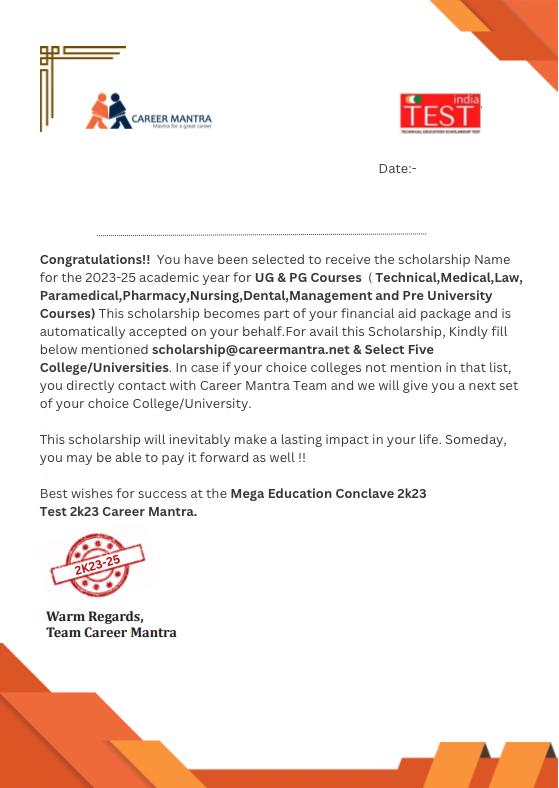 CAREER MANTRA
Mantra for a great career
india
TEST
TECHNICAL EDUCATION SCHOLARSHIP TEST
Date:-
Congratulations!! You have been selected to receive the scholarship Name
for the 2023-25 academic year for UG & PG Courses ( Technical,Medical,Law,
Paramedical,Pharmacy,Nursing,Dental,Management and Pre University
Courses) This scholarship becomes part of your financial aid package and is
automatically accepted on your behalf.For avail this Scholarship, Kindly fill
below mentioned scholarship@careermantra.net & Select Five
College/Universities. In case if your choice colleges not mention in that list,
you directly contact with Career Mantra Team and we will give you a next set
of your choice College/University.
This scholarship will inevitably make a lasting impact in your life. Someday,
you may be able to pay it forward as well !!
Best wishes for success at the Mega Education Conclave 2k23
Test 2k23 Career Mantra.
2K23-25
Warm Regards,
Team Career Mantra